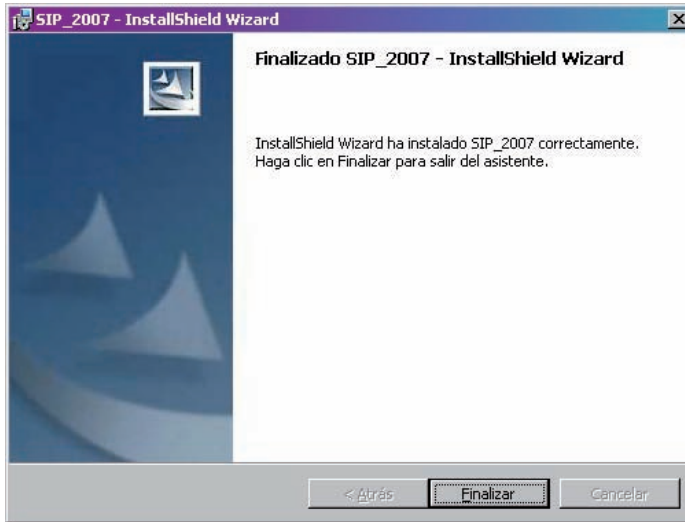 SIP_2007 - InstallShield Wizard
Finalizado SIP_2007 - InstallShield Wizard
InstallShield Wizard ha instalado SIP_2007 correctamente.
Haga clic en Finalizar para salir del asistente.
< Atrás
Finalizar
Cancelar